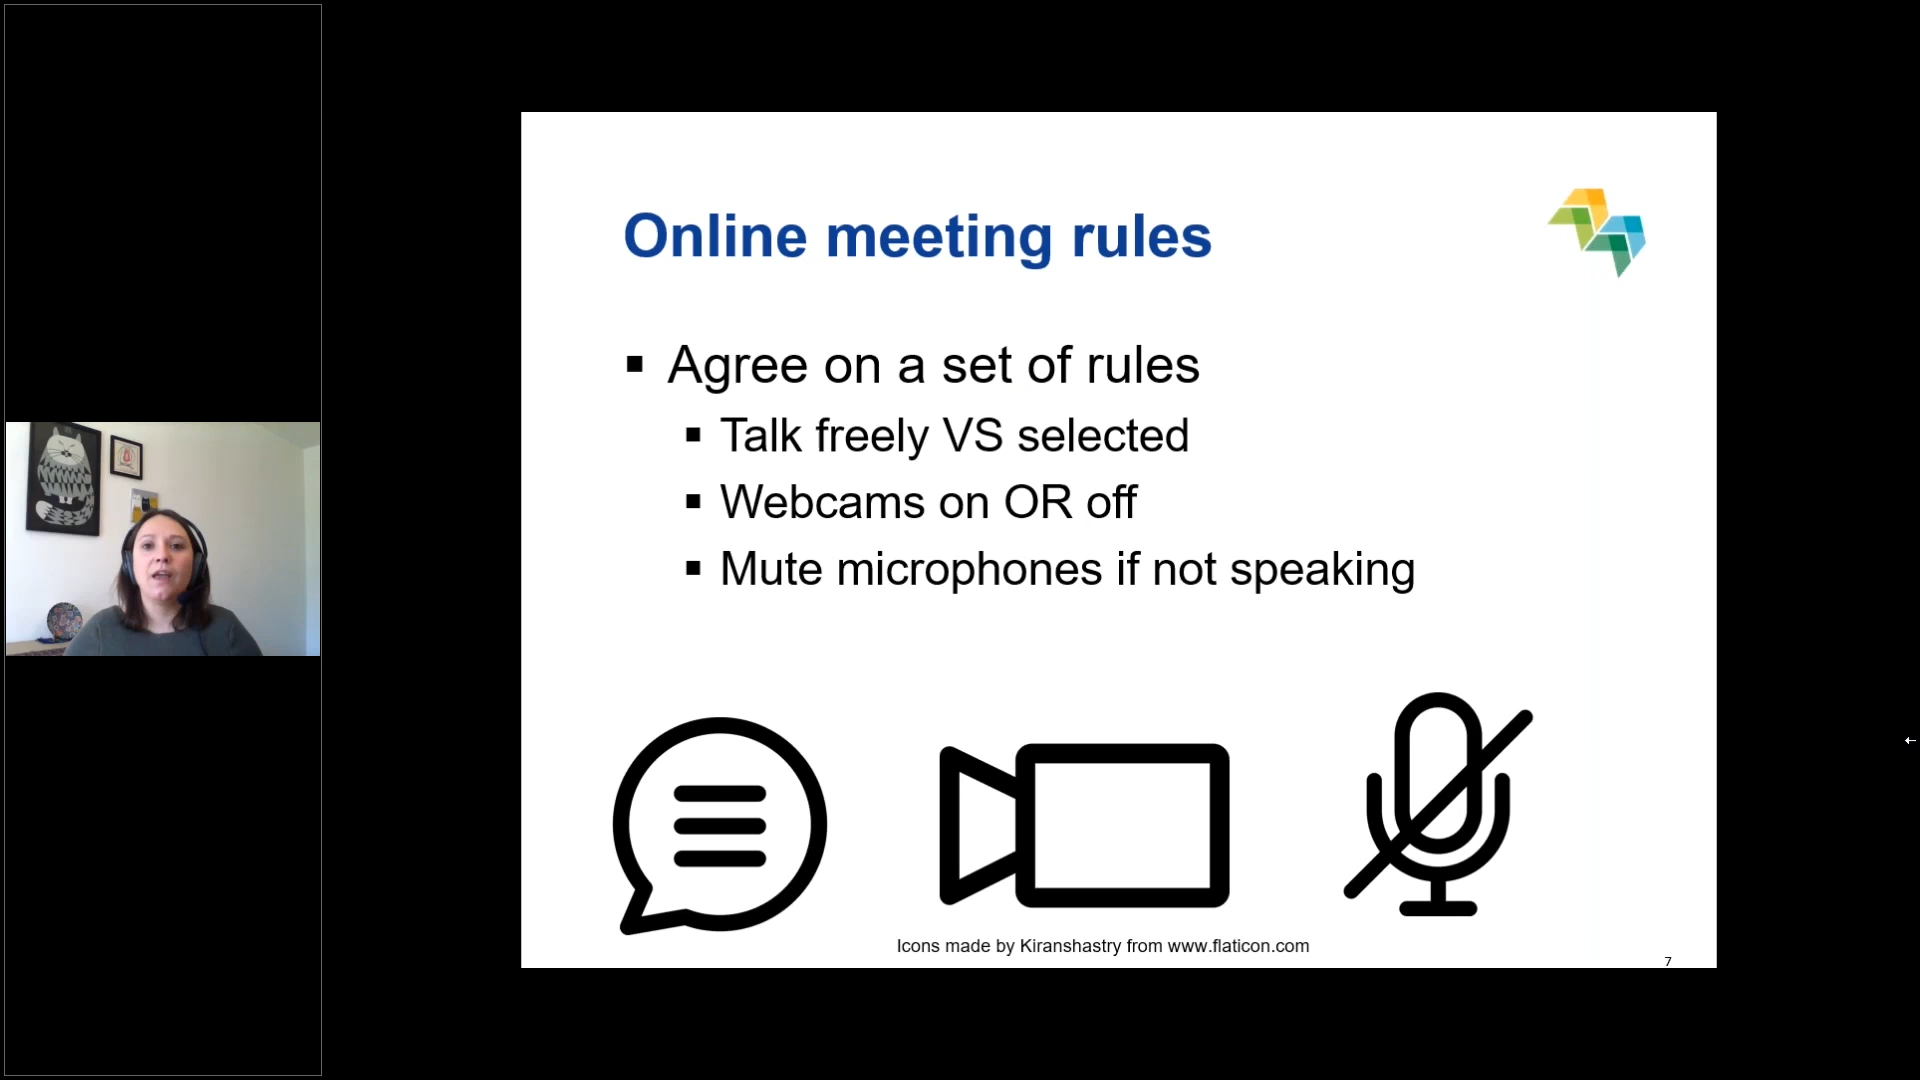 Online meeting rules
Agree on a set of rules
Talk freely VS selected
Webcams on OR off
Mute microphones if not speaking
Icons made by Kiranshastry from www.flaticon.com
7